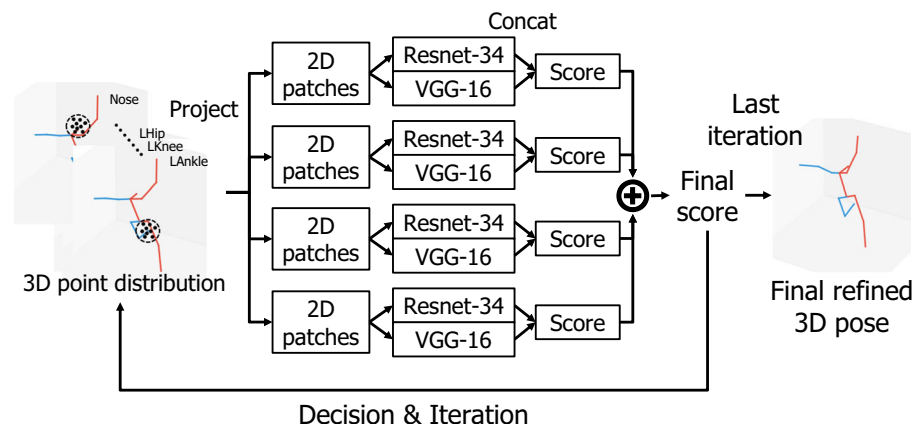 Concat
2D
patches
Resnet-34
VGG-16
Score
Nose
Project
LHip
LKnee
LAnkle
2D
patches
Resnet-34
VGG-16
Score
Last
iteration
Final
score
2D
patches
Resnet-34
VGG-16
Score
3D point distribution
2D
patches
Resnet-34
VGG-16
Score
Final refined
3D pose
Decision & Iteration